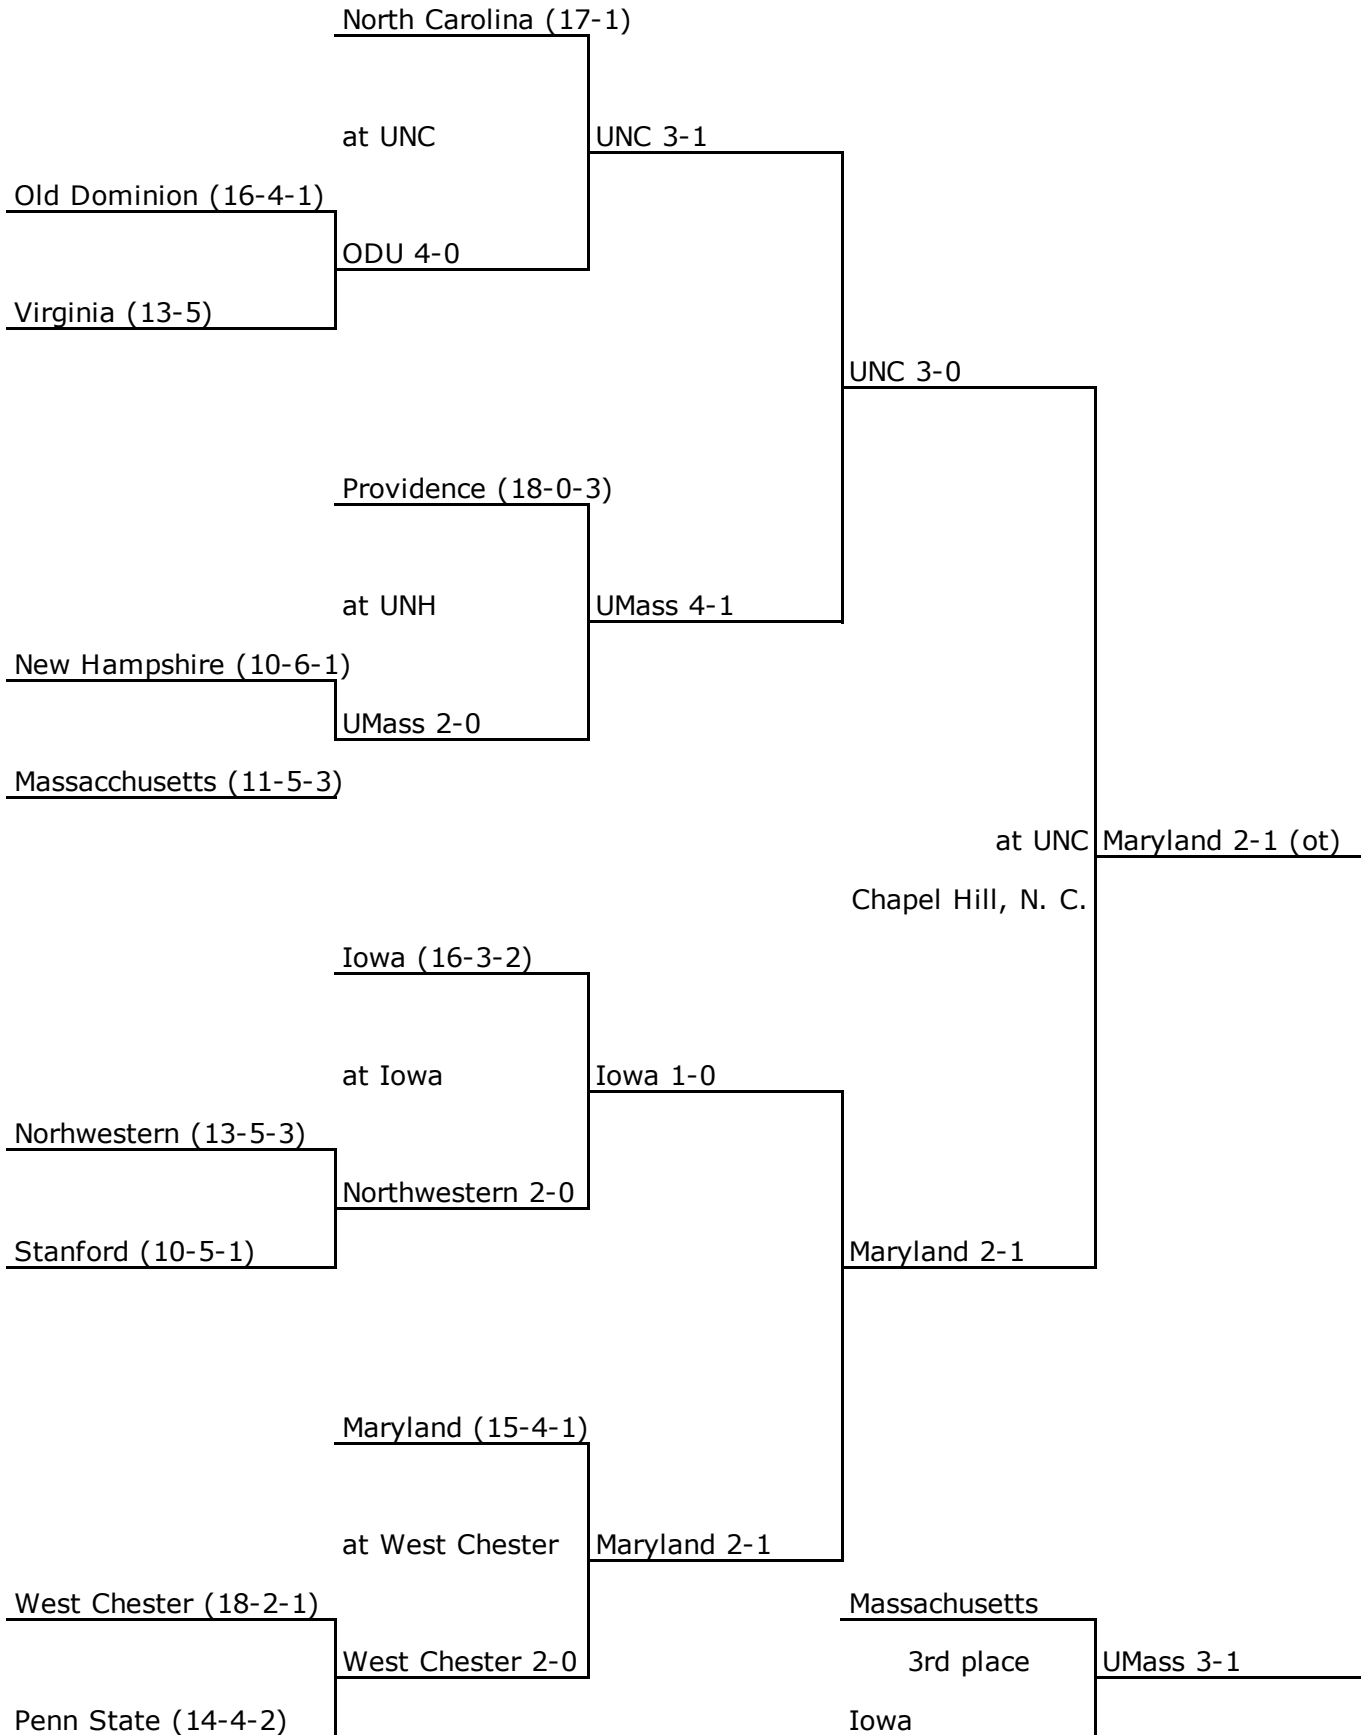 North Carolina (17-1)
at UNC
UNC 3-1
Old Dominion (16-4-1)
ODU 4-0
Virginia (13-5)
UNC 3-0
Providence (18-0-3)
at UNH
UMass 4-1
New Hampshire (10-6-1)
UMass 2-0
Massacchusetts (11-5-3)
at UNC
Maryland 2-1 (ot)
Chapel Hill, N. C.
Iowa (16-3-2)
at Iowa
Iowa 1-0
Norhwestern (13-5-3)
Northwestern 2-0
Stanford (10-5-1)
Maryland 2-1
Maryland (15-4-1)
at West Chester
Maryland 2-1
West Chester (18-2-1)
Massachusetts
West Chester 2-0
3rd place
UMass 3-1
Penn State (14-4-2)
Iowa